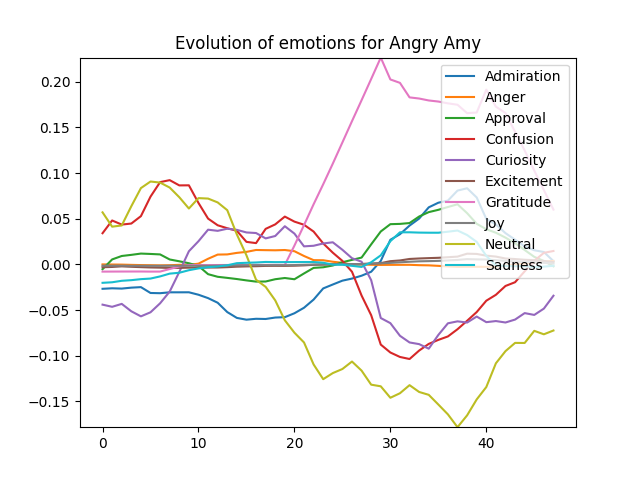 Evolution of emotions for Angry Amy
0.20
0.15
0.10
0.05
0.00
−0.05
−0.10
−0.15
0
10
20
30
40
Admiration
Anger
Approval
Confusion
Curiosity
Excitement
Gratitude
Joy
Neutral
Sadness